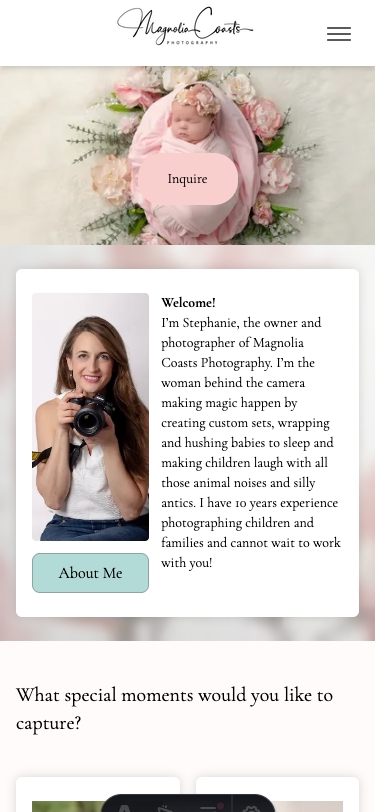 Magnolia Coasts
PHOTOGRAPHY
Inquire
Welcome!
I'm Stephanie, the owner and
photographer of Magnolia
Coasts Photography. I'm the
woman behind the camera
making magic happen by
creating custom sets, wrapping
and hushing babies to sleep and
making children laugh with all
those animal noises and silly
antics. I have 10 years experience
photographing children and
families and cannot wait to work
with you!
About Me
What special moments would you like to
capture?